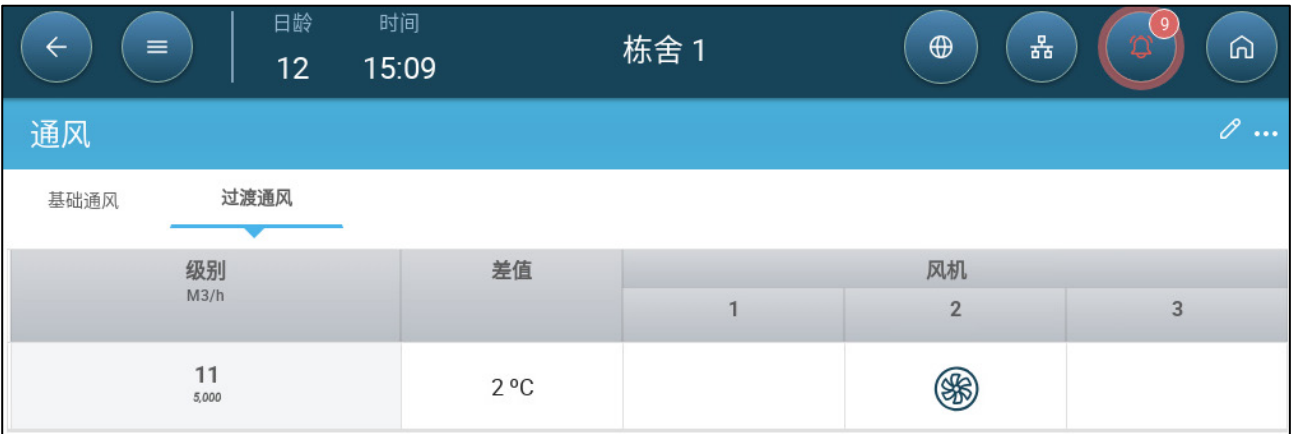 日龄 时间
12 15:09
栋舍 1
9
通风
基础通风 过渡通风
级别 差值 风机
M3/h
1 2 3
11
5,000
2 ºC